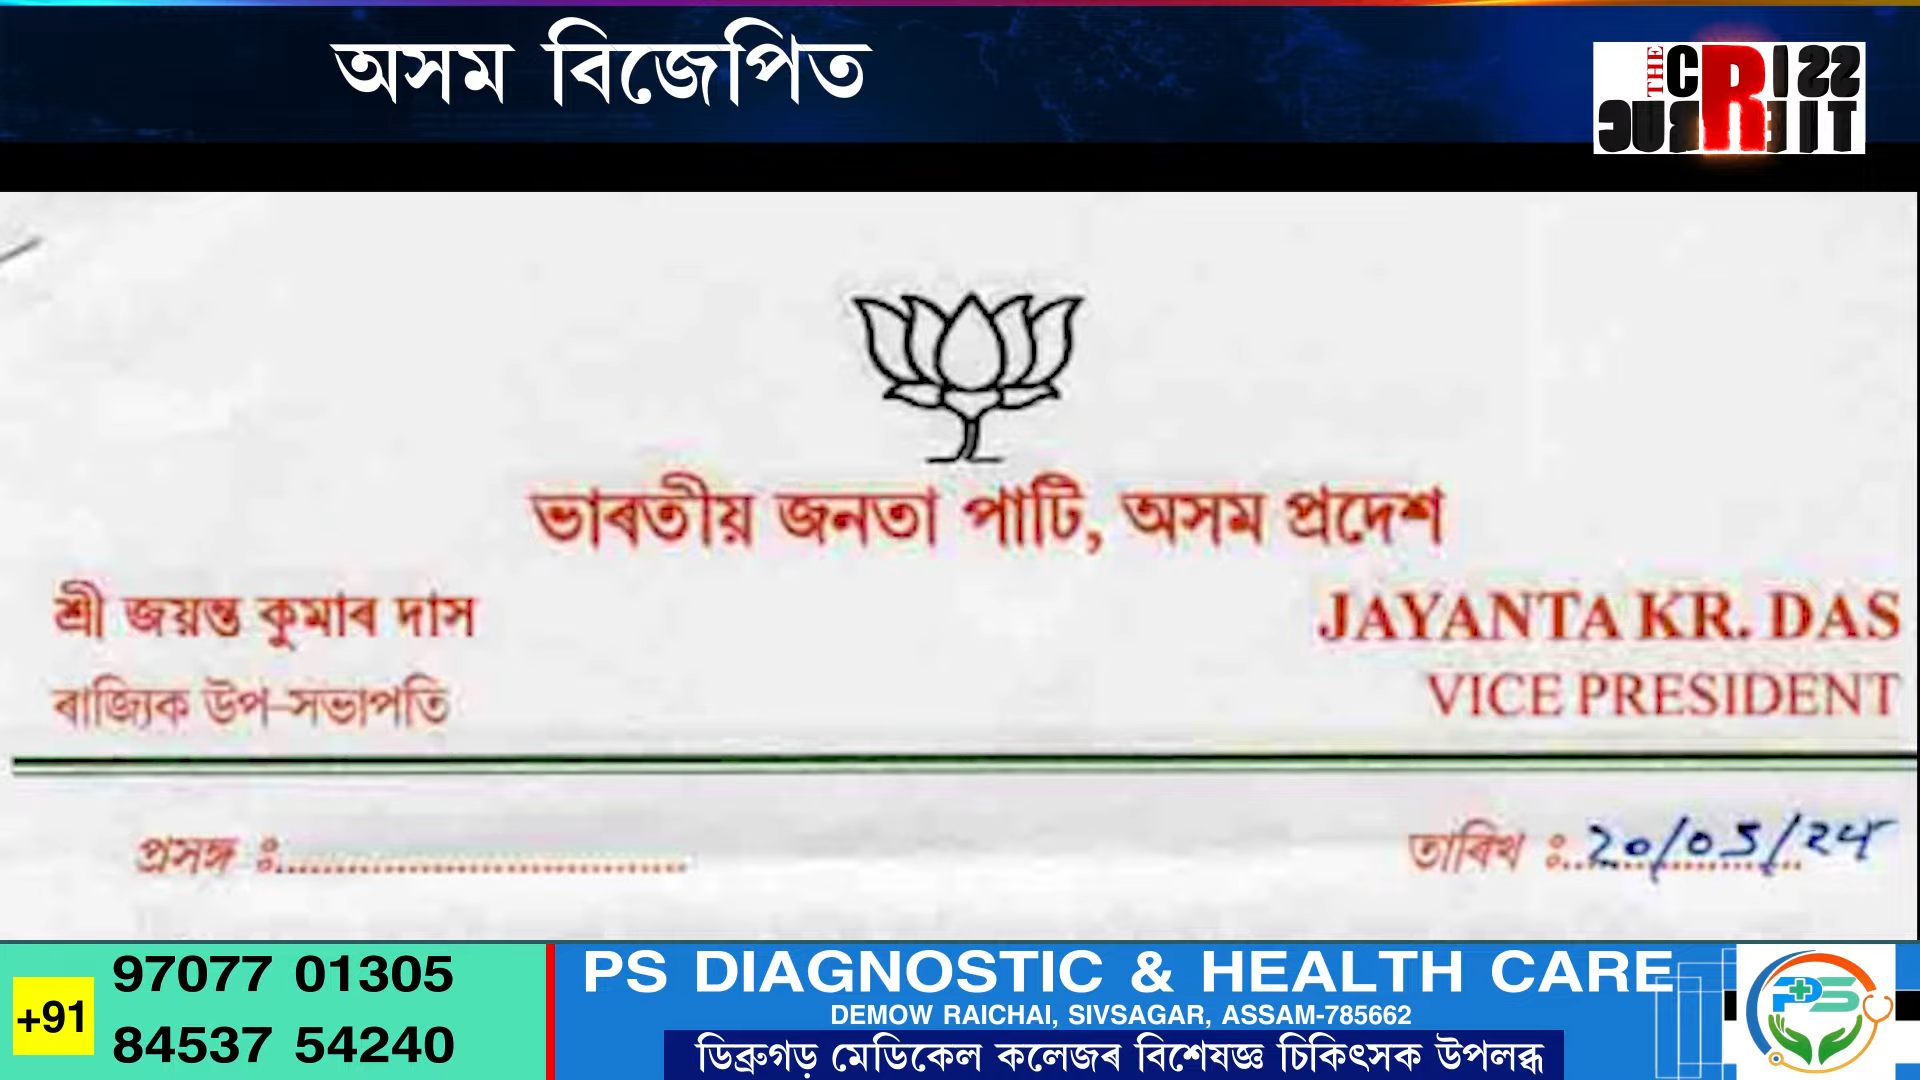 অসম বিজেপিত
THE CRISS
CURRENT
ভাৰতীয় জনতা পাটি, অসম প্ৰদেশ
শ্ৰী জয়ন্ত কুমাৰ দাস
JAYANTA KR. DAS
ৰাজ্যিক উপ-সভাপতি
VICE PRESIDENT
প্ৰসঙ্গ ঃ..............................
তাৰিখ ঃ..20/05/24
+91
97077 01305
84537 54240
PS DIAGNOSTIC & HEALTH CARE
DEMOW RAICHAI, SIVSAGAR, ASSAM-785662
ডিব্ৰুগড় মেডিকেল কলেজৰ বিশেষজ্ঞ চিকিৎসক উপলব্ধ
PS